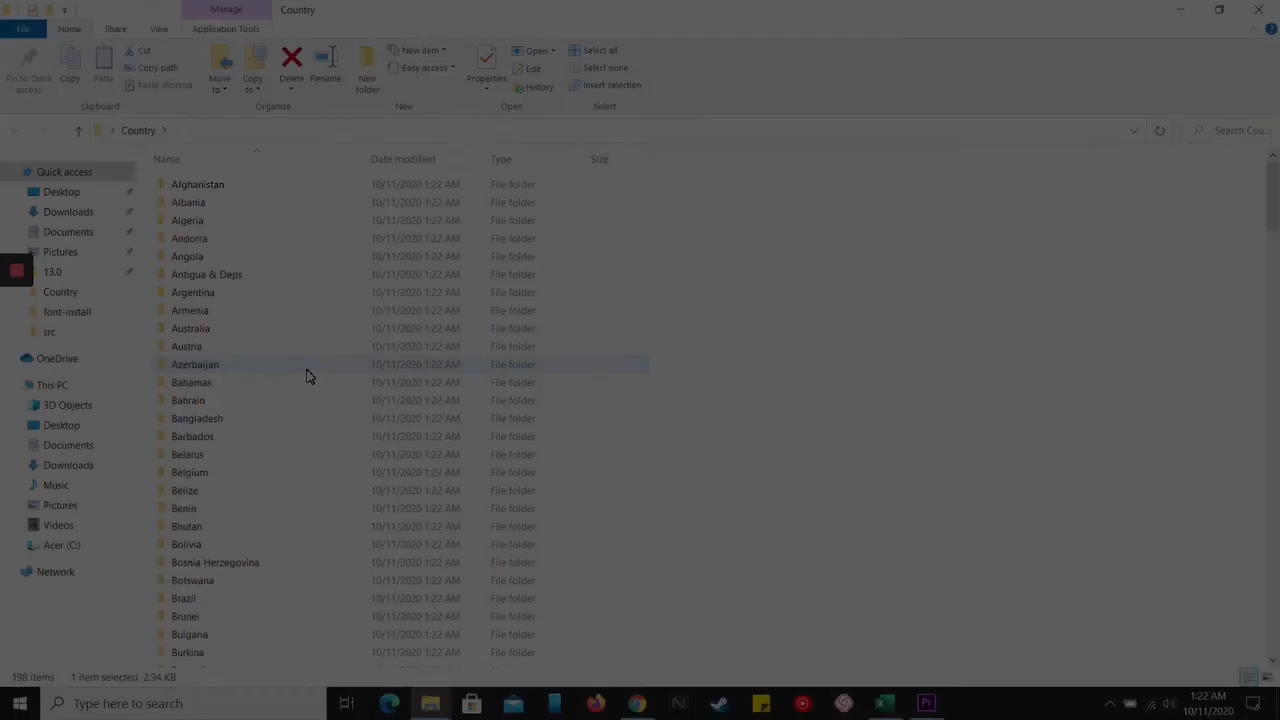 Manage
Country
File
Home
Share
View
Application Tools
Pin to Quick
access
Copy
Paste
Cut
Copy path
Paste shortcut
Clipboard
Move
to
Copy
to
Delete
Rename
Organize
New
folder
New item
Easy access
New
Properties
Open
Edit
History
Open
Select all
Select none
Invert selection
Select
Country
Search Cou...
Name
Date modified
Type
Size
Quick access
Desktop
Downloads
Documents
Pictures
13.0
Country
font-install
src
OneDrive
This PC
3D Objects
Desktop
Documents
Downloads
Music
Pictures
Videos
Acer (C:)
Network
Afghanistan 10/11/2020 1:22 AM File folder
Albania 10/11/2020 1:22 AM File folder
Algeria 10/11/2020 1:22 AM File folder
Andorra 10/11/2020 1:22 AM File folder
Angola 10/11/2020 1:22 AM File folder
Antigua & Deps 10/11/2020 1:22 AM File folder
Argentina 10/11/2020 1:22 AM File folder
Armenia 10/11/2020 1:22 AM File folder
Australia 10/11/2020 1:22 AM File folder
Austria 10/11/2020 1:22 AM File folder
Azerbaijan 10/11/2020 1:22 AM File folder
Bahamas 10/11/2020 1:22 AM File folder
Bahrain 10/11/2020 1:22 AM File folder
Bangladesh 10/11/2020 1:22 AM File folder
Barbados 10/11/2020 1:22 AM File folder
Belarus 10/11/2020 1:22 AM File folder
Belgium 10/11/2020 1:22 AM File folder
Belize 10/11/2020 1:22 AM File folder
Benin 10/11/2020 1:22 AM File folder
Bhutan 10/11/2020 1:22 AM File folder
Bolivia 10/11/2020 1:22 AM File folder
Bosnia Herzegovina 10/11/2020 1:22 AM File folder
Botswana 10/11/2020 1:22 AM File folder
Brazil 10/11/2020 1:22 AM File folder
Brunei 10/11/2020 1:22 AM File folder
Bulgaria 10/11/2020 1:22 AM File folder
Burkina 10/11/2020 1:22 AM File folder
198 items
1 item selected 2.94 KB
Type here to search
Pr
1:22 AM
10/11/2020